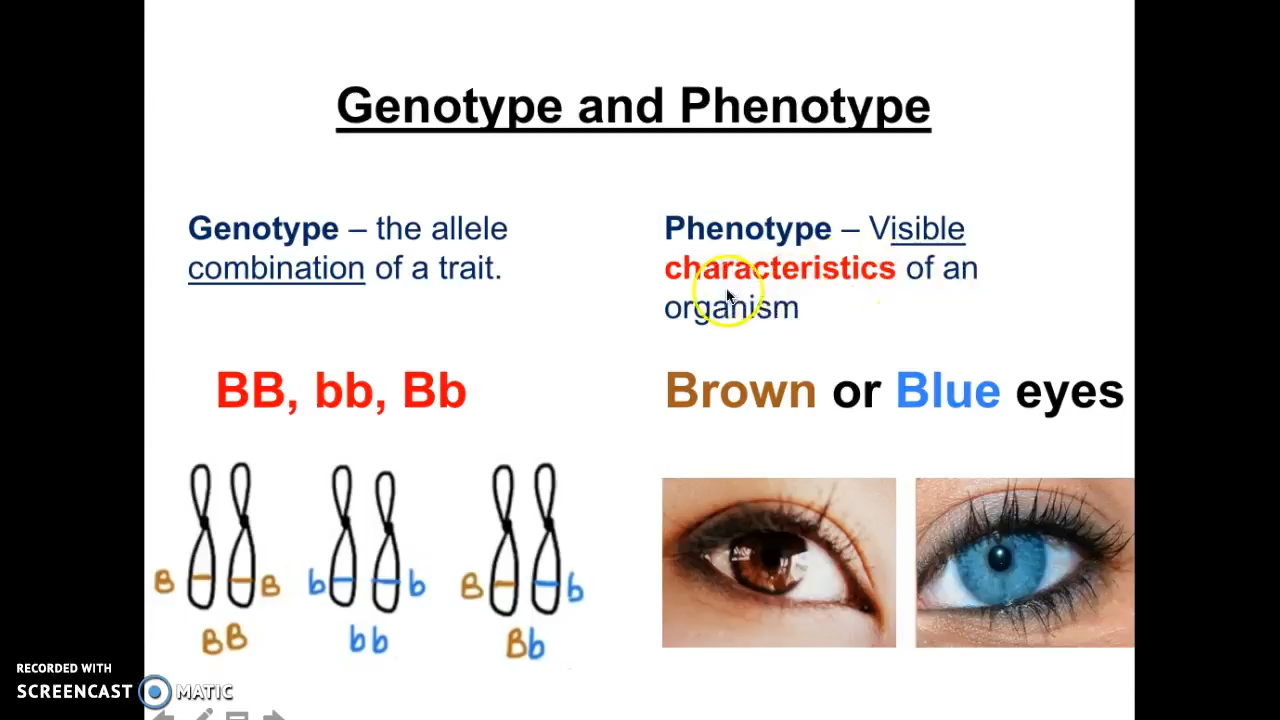 Genotype and Phenotype
Genotype – the allele
combination of a trait.
Phenotype – Visible
characteristics of an
organism
BB, bb, Bb
Brown or Blue eyes
B B b b B b
BB bb Bb
RECORDED WITH
SCREENCAST MATIC